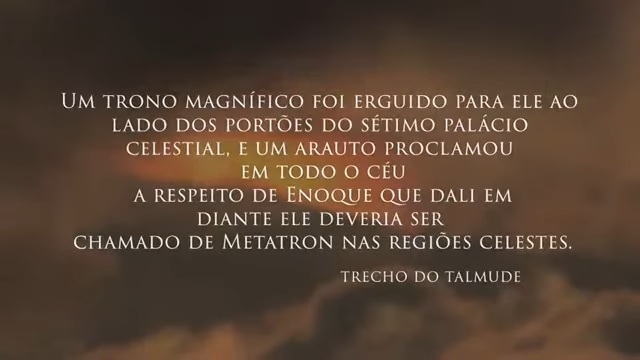 Um trono magnífico foi erguido para ele ao
lado dos portões do sétimo palácio
celestial, e um arauto proclamou
em todo o céu
a respeito de Enoque que dali em
diante ele deveria ser
chamado de Metatron nas regiões celestes.
trecho do talmude